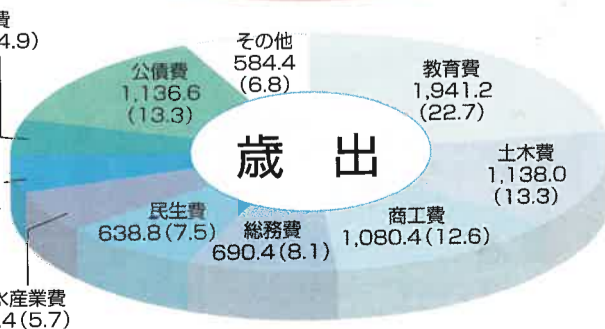 費
4.9)
その他
584.4
(6.8)
公債費
1,136.6
(13.3)
教育費
1,941.2
(22.7)
歳 出
土木費
1,138.0
(13.3)
民生費
638.8(7.5)
総務費
690.4(8.1)
商工費
1,080.4(12.6)
水産業費
.4(5.7)